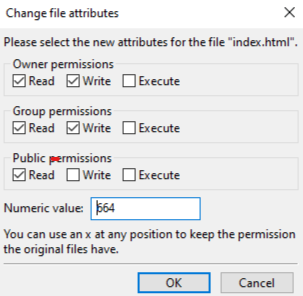 Change file attributes
Please select the new attributes for the file "index.html".
Owner permissions
Read Write Execute
Group permissions
Read Write Execute
Public permissions
Read Write Execute
Numeric value: 664
You can use an x at any position to keep the permission
the original files have.
OK Cancel